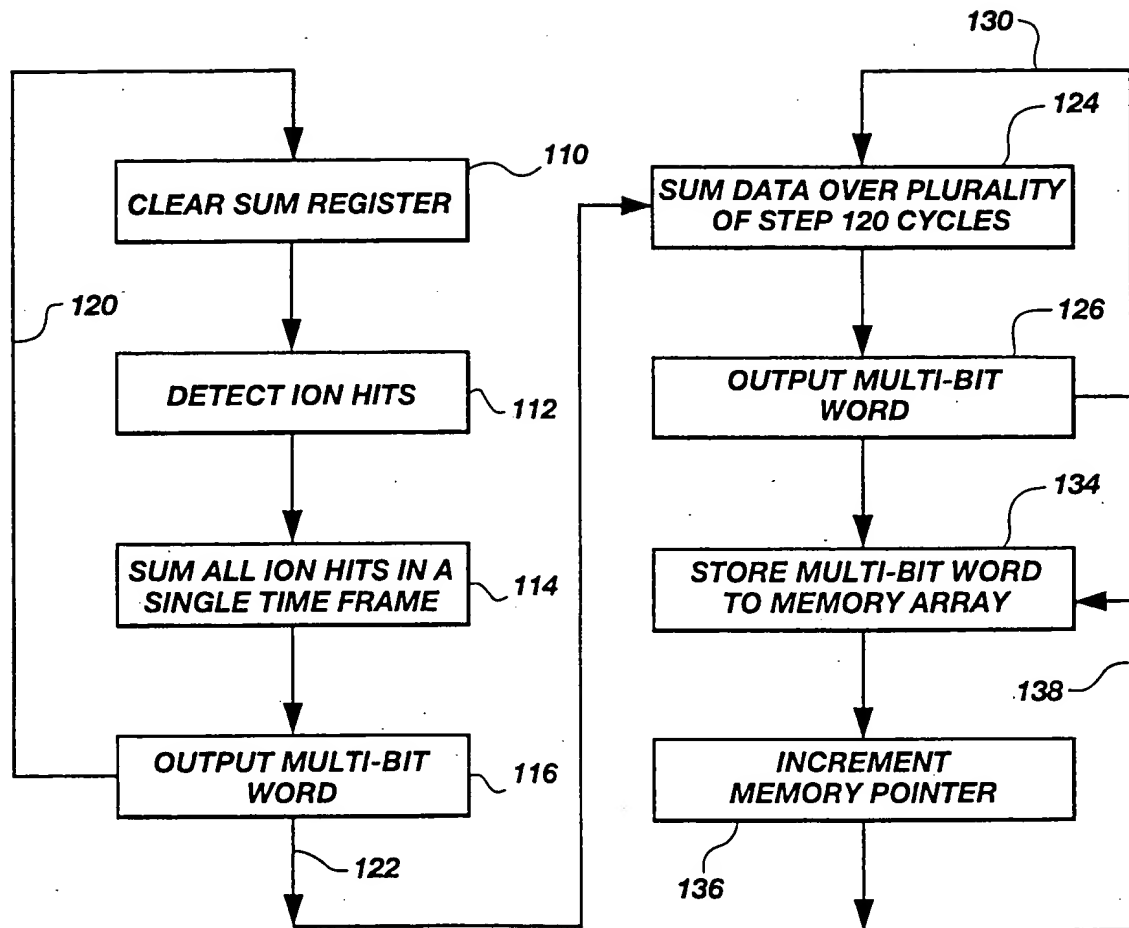 CLEAR SUM REGISTER
110
120
DETECT ION HITS
112
SUM ALL ION HITS IN A
SINGLE TIME FRAME
114
OUTPUT MULTI-BIT
WORD
116
122
130
124
SUM DATA OVER PLURALITY
OF STEP 120 CYCLES
126
OUTPUT MULTI-BIT
WORD
134
STORE MULTI-BIT WORD
TO MEMORY ARRAY
138
INCREMENT
MEMORY POINTER
136